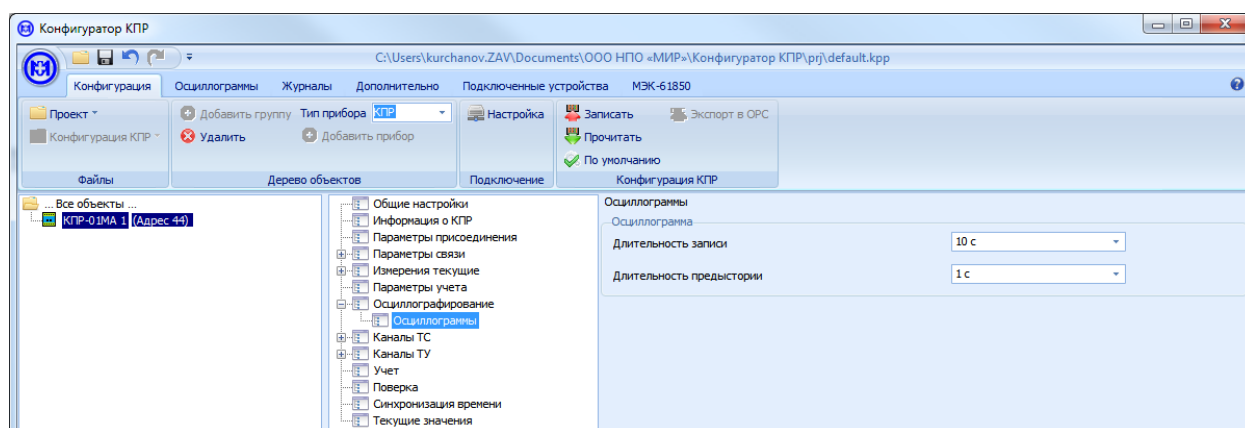 Конфигуратор КПР
C:\Users\kurchanov.ZAV\Documents\ООО НПО «МИР»\Конфигуратор КПР\prj\default.kpp
Конфигурация Осциллограммы Журналы Дополнительно Подключенные устройства МЭК-61850
Проект Добавить группу Тип прибора КПР Настройка Записать Экспорт в OPC
Конфигурация КПР Удалить Добавить прибор Прочитать
По умолчанию
Файлы Дерево объектов Подключение Конфигурация КПР
... Все объекты ...
КПР-01МА 1 (Адрес 44)
Общие настройки
Информация о КПР
Параметры присоединения
Параметры связи
Измерения текущие
Параметры учета
Осциллографирование
Осциллограммы
Каналы ТС
Каналы ТУ
Учет
Поверка
Синхронизация времени
Текущие значения
Осциллограммы
Осциллограмма
Длительность записи 10 с
Длительность предыстории 1 с